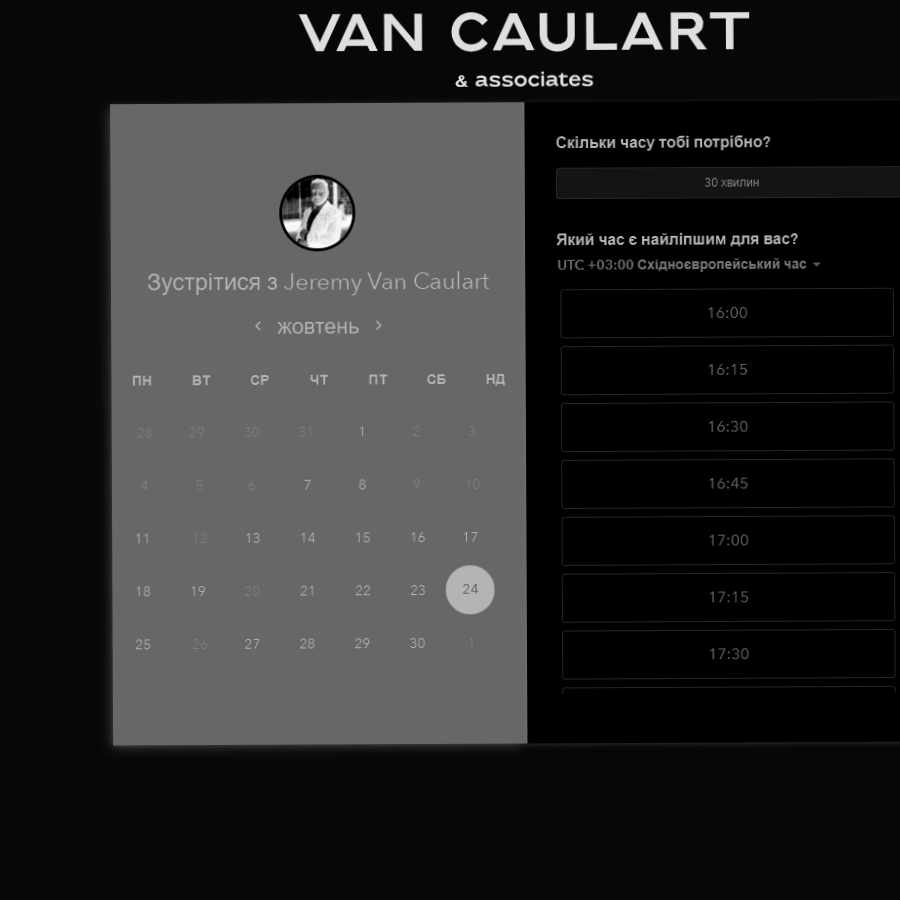 VAN CAULART
& associates
Зустрітися з Jeremy Van Caulart
жовтень
ПН ВТ СР ЧТ ПТ СБ НД
28 29 30 31 1 2 3
4 5 6 7 8 9 10
11 12 13 14 15 16 17
18 19 20 21 22 23 24
25 26 27 28 29 30 1
Скільки часу тобі потрібно?
30 хвилин
Який час є найліпшим для вас?
UTC +03:00 Східноєвропейський час
16:00
16:15
16:30
16:45
17:00
17:15
17:30